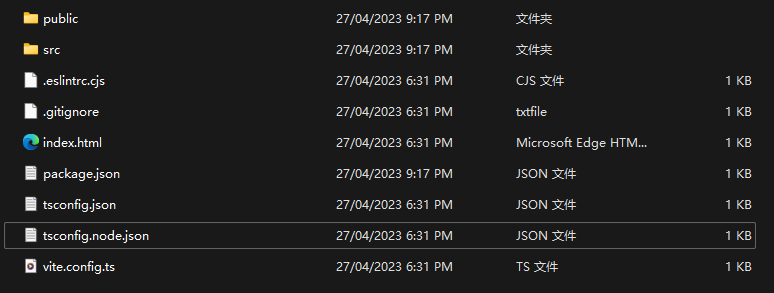 public 27/04/2023 9:17 PM 文件夹
src 27/04/2023 9:17 PM 文件夹
.eslintrc.cjs 27/04/2023 6:31 PM CJS 文件 1 KB
.gitignore 27/04/2023 6:31 PM txtfile 1 KB
index.html 27/04/2023 6:31 PM Microsoft Edge HTM... 1 KB
package.json 27/04/2023 9:17 PM JSON 文件 1 KB
tsconfig.json 27/04/2023 6:31 PM JSON 文件 1 KB
tsconfig.node.json 27/04/2023 6:31 PM JSON 文件 1 KB
vite.config.ts 27/04/2023 6:31 PM TS 文件 1 KB